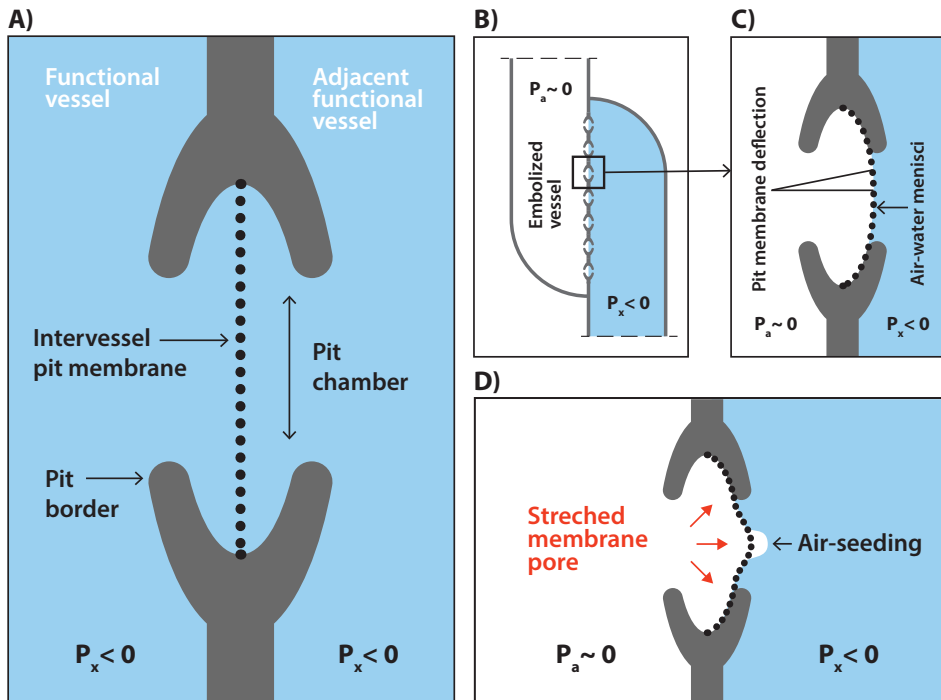 A)
Functional
vessel
Adjacent
functional
vessel
Intervessel
pit membrane
Pit
chamber
Pit
border
Pₓ< 0
Pₓ< 0
B)
Pₐ~ 0
Embolized
vessel
Pₓ< 0
C)
Pit membrane deflection
Air-water menisci
Pₐ~ 0
Pₓ< 0
D)
Streched
membrane
pore
Air-seeding
Pₐ~ 0
Pₓ< 0